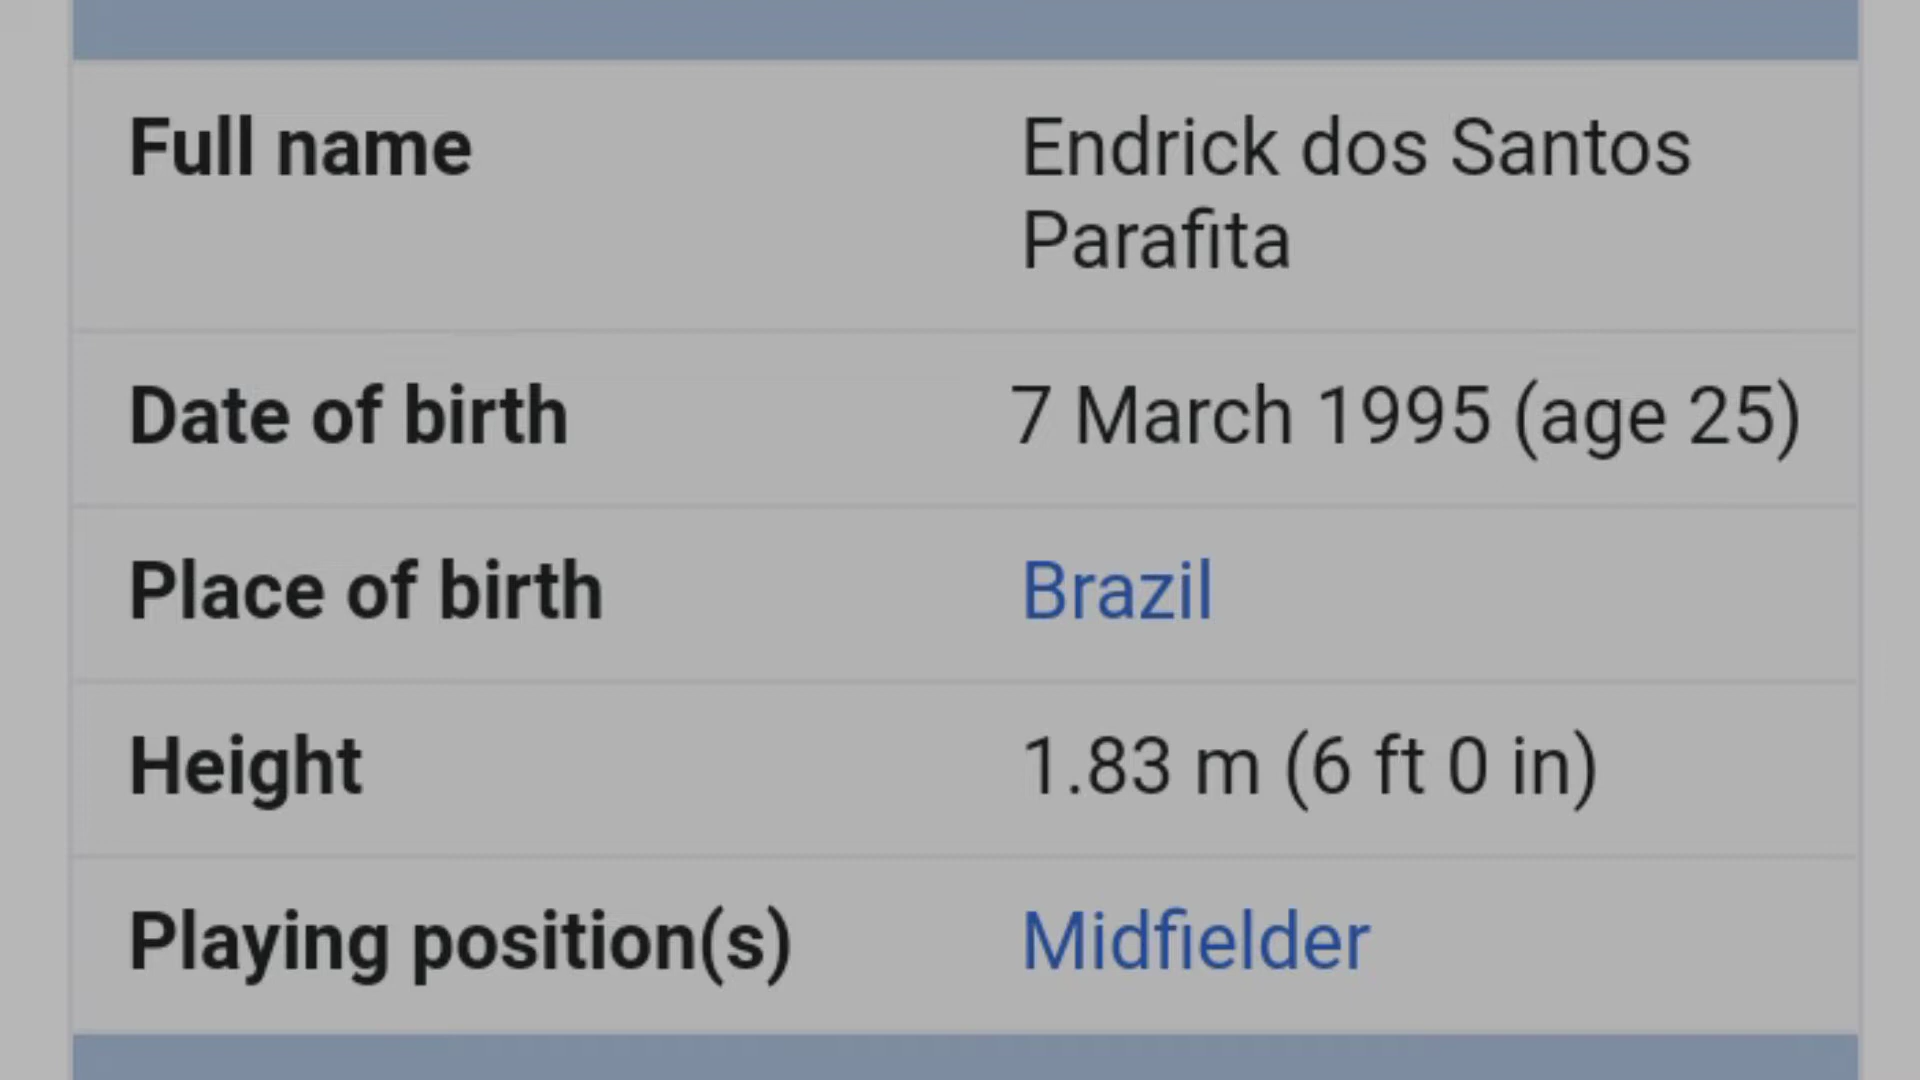 Full name Endrick dos Santos
Parafita
Date of birth 7 March 1995 (age 25)
Place of birth Brazil
Height 1.83 m (6 ft 0 in)
Playing position(s) Midfielder